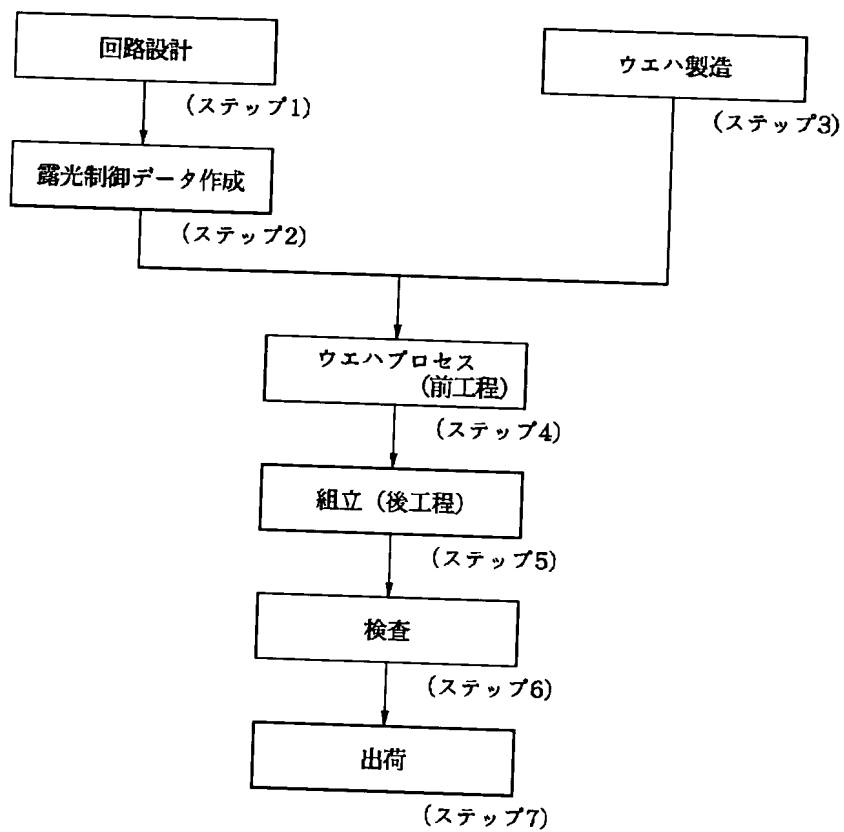 回路設計
(ステップ1)
ウエハ製造
(ステップ3)
露光制御データ作成
(ステップ2)
ウエハプロセス
(前工程)
(ステップ4)
組立(後工程)
(ステップ5)
検査
(ステップ6)
出荷
(ステップ7)